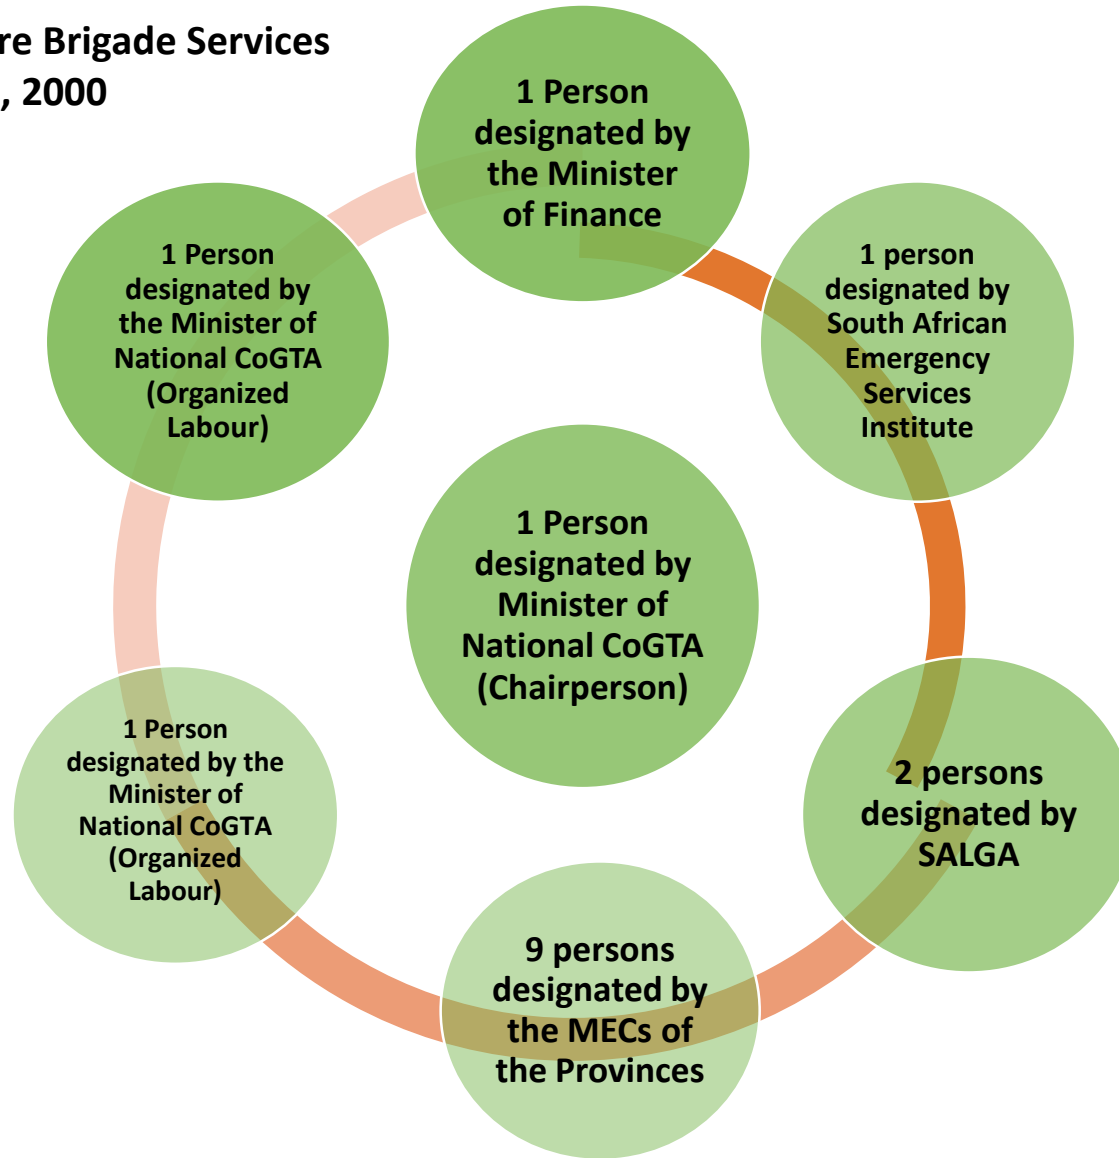 re Brigade Services
, 2000
1 Person
designated by
the Minister
of Finance
1 person
designated by
South African
Emergency
Services
Institute
2 persons
designated by
SALGA
9 persons
designated by
the MECs of
the Provinces
1 Person
designated by the
Minister of
National CoGTA
(Organized
Labour)
1 Person
designated by
the Minister of
National CoGTA
(Organized
Labour)
1 Person
designated by
Minister of
National CoGTA
(Chairperson)